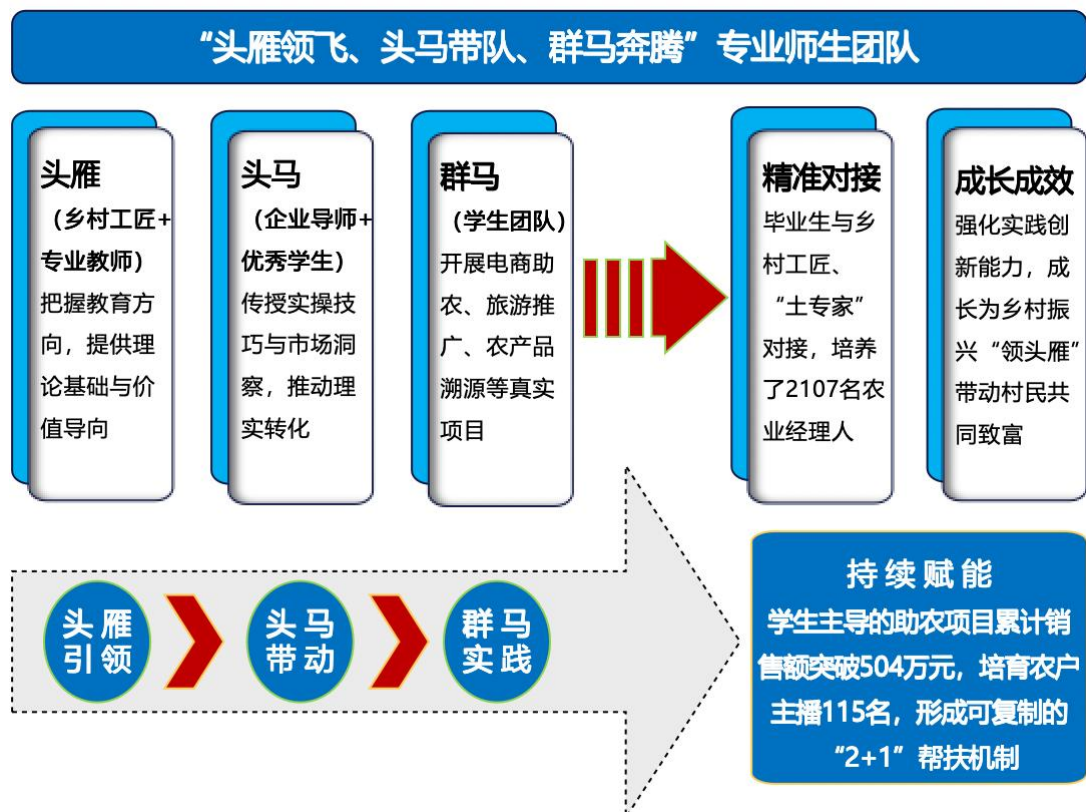 “头雁领飞、头马带队、群马奔腾”专业师生团队
头雁
（乡村工匠+
专业教师）
把握教育方
向，提供理
论基础与价
值导向
头马
（企业导师+
优秀学生）
传授实操技
巧与市场洞
察，推动理
实转化
群马
（学生团队）
开展电商助
农、旅游推
广、农产品
溯源等真实
项目
精准对接
毕业生与乡
村工匠、
“土专家”
对接，培养
了2107名农
业经理人
成长成效
强化实践创
新能力，成
长为乡村振
兴“领头雁”
带动村民共
同致富
头雁
引领
头马
带动
群马
实践
持续赋能
学生主导的助农项目累计销
售额突破504万元，培育农户
主播115名，形成可复制的
“2+1”帮扶机制